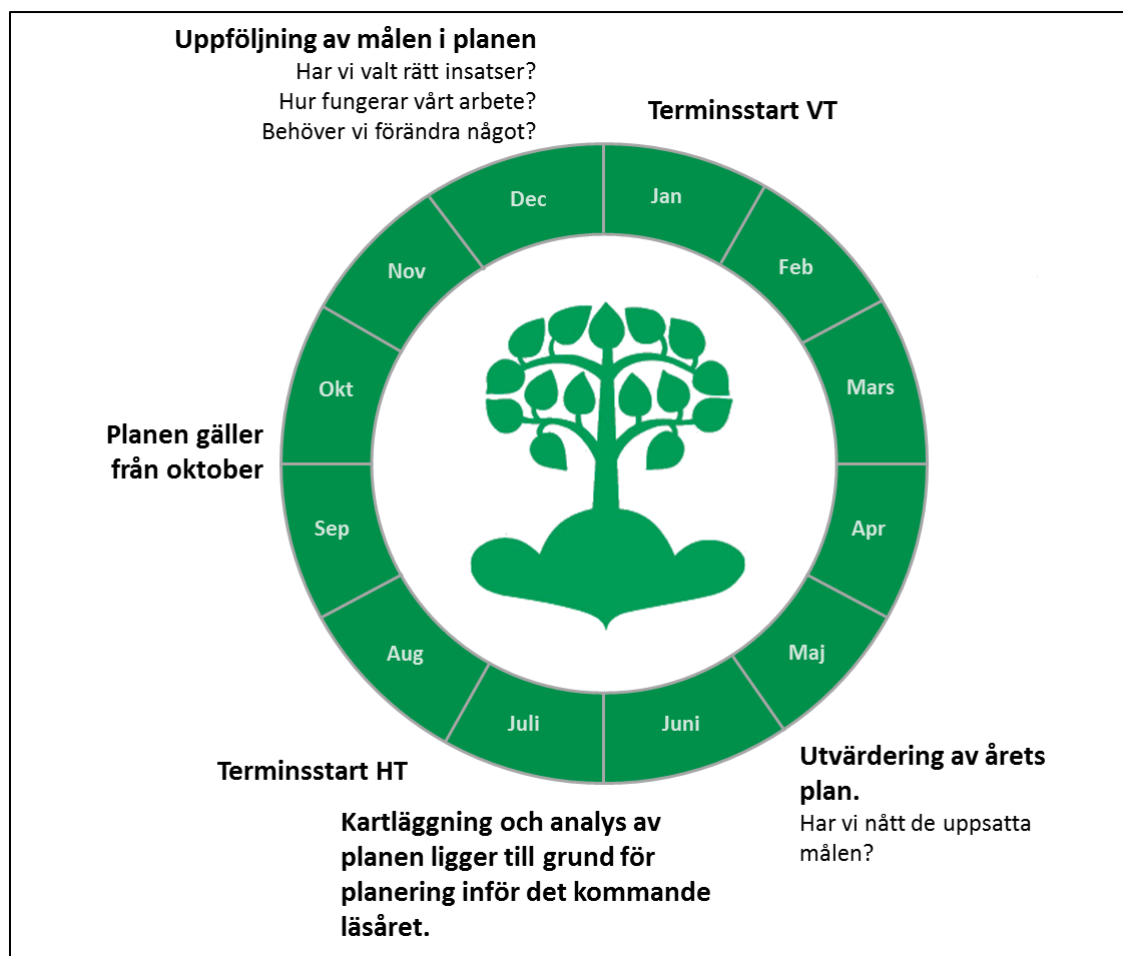 Uppföljning av målen i planen
Har vi valt rätt insatser?
Hur fungerar vårt arbete?
Behöver vi förändra något?
Terminsstart VT
Dec
Jan
Nov
Feb
Okt
Mars
Planen gäller
från oktober
Sep
Apr
Aug
Maj
Juli
Juni
Terminsstart HT
Utvärdering av årets
plan.
Har vi nått de uppsatta
målen?
Kartläggning och analys av
planen ligger till grund för
planering inför det kommande
läsåret.